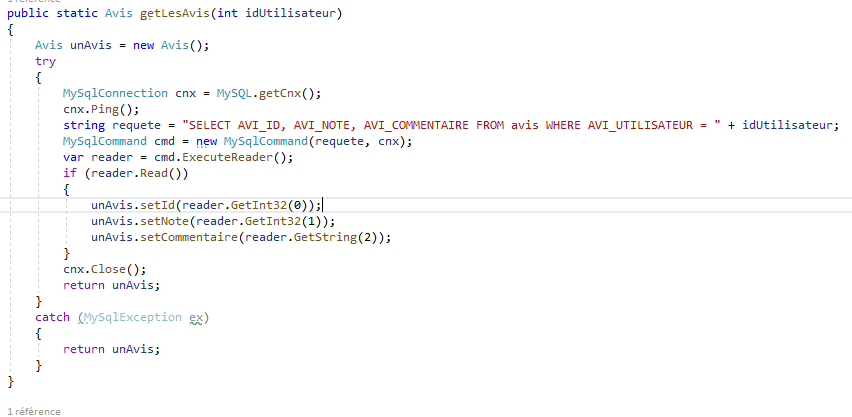 1 référence
public static Avis getLesAvis(int idUtilisateur)
{
Avis unAvis = new Avis();
try
{
MySqlConnection cnx = MySQL.getCnx();
cnx.Ping();
string requete = "SELECT AVI_ID, AVI_NOTE, AVI_COMMENTAIRE FROM avis WHERE AVI_UTILISATEUR = " + idUtilisateur;
MySqlCommand cmd = new MySqlCommand(requete, cnx);
var reader = cmd.ExecuteReader();
if (reader.Read())
{
unAvis.setId(reader.GetInt32(0));
unAvis.setNote(reader.GetInt32(1));
unAvis.setCommentaire(reader.GetString(2));
}
cnx.Close();
return unAvis;
}
catch (MySqlException ex)
{
return unAvis;
}
}
1 référence